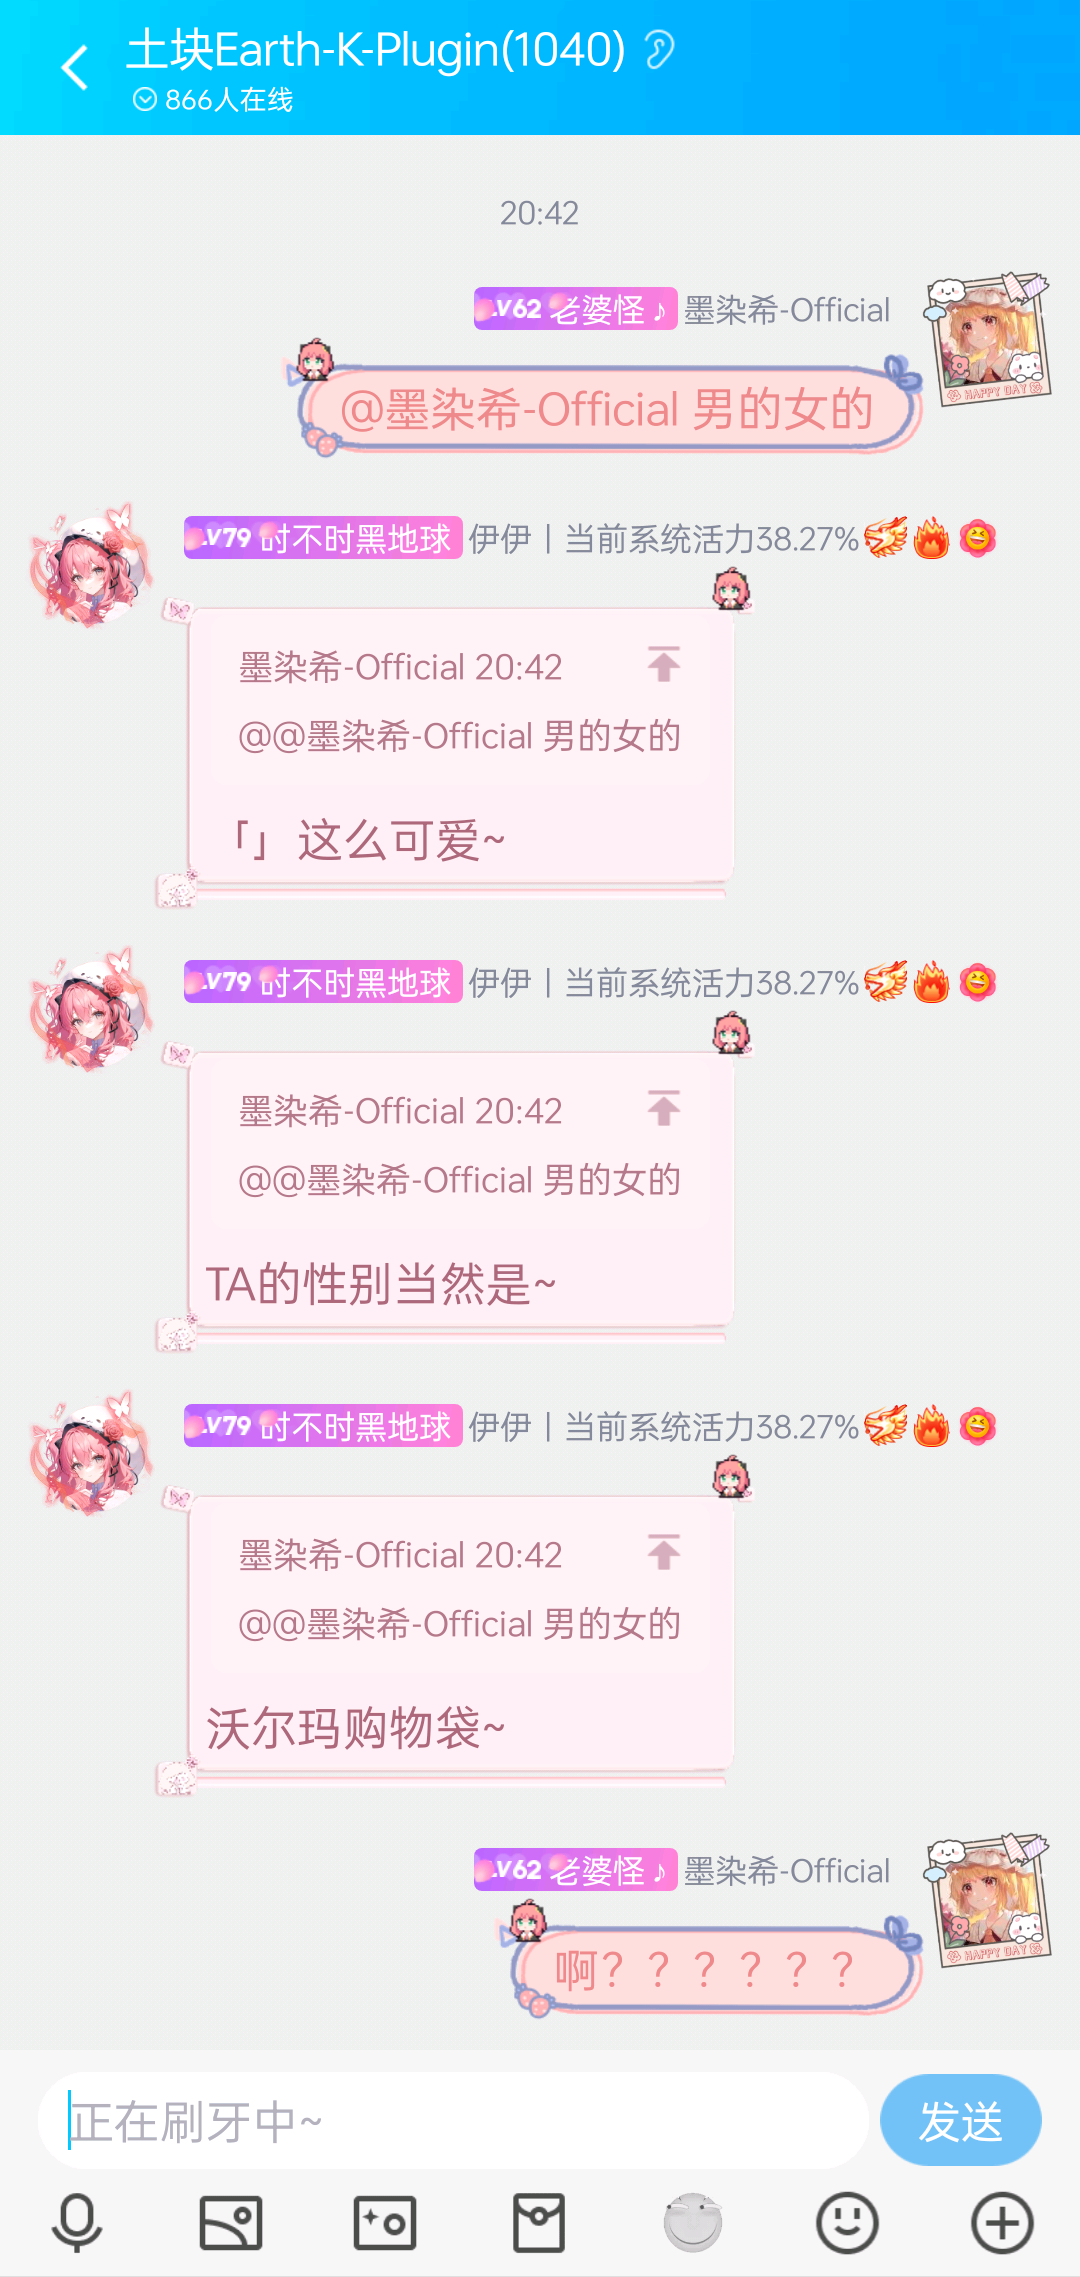 土块Earth-K-Plugin(1040)
866人在线
20:42
LV62 老婆怪♪ 墨染希-Official
@墨染希-Official 男的女的
HAPPY DAY
LV79 时不时黑地球 伊伊丨当前系统活力38.27%
墨染希-Official 20:42
@@墨染希-Official 男的女的
「」这么可爱~
LV79 时不时黑地球 伊伊丨当前系统活力38.27%
墨染希-Official 20:42
@@墨染希-Official 男的女的
TA的性别当然是~
LV79 时不时黑地球 伊伊丨当前系统活力38.27%
墨染希-Official 20:42
@@墨染希-Official 男的女的
沃尔玛购物袋~
LV62 老婆怪♪ 墨染希-Official
啊？？？？？？
HAPPY DAY
正在刷牙中~
发送